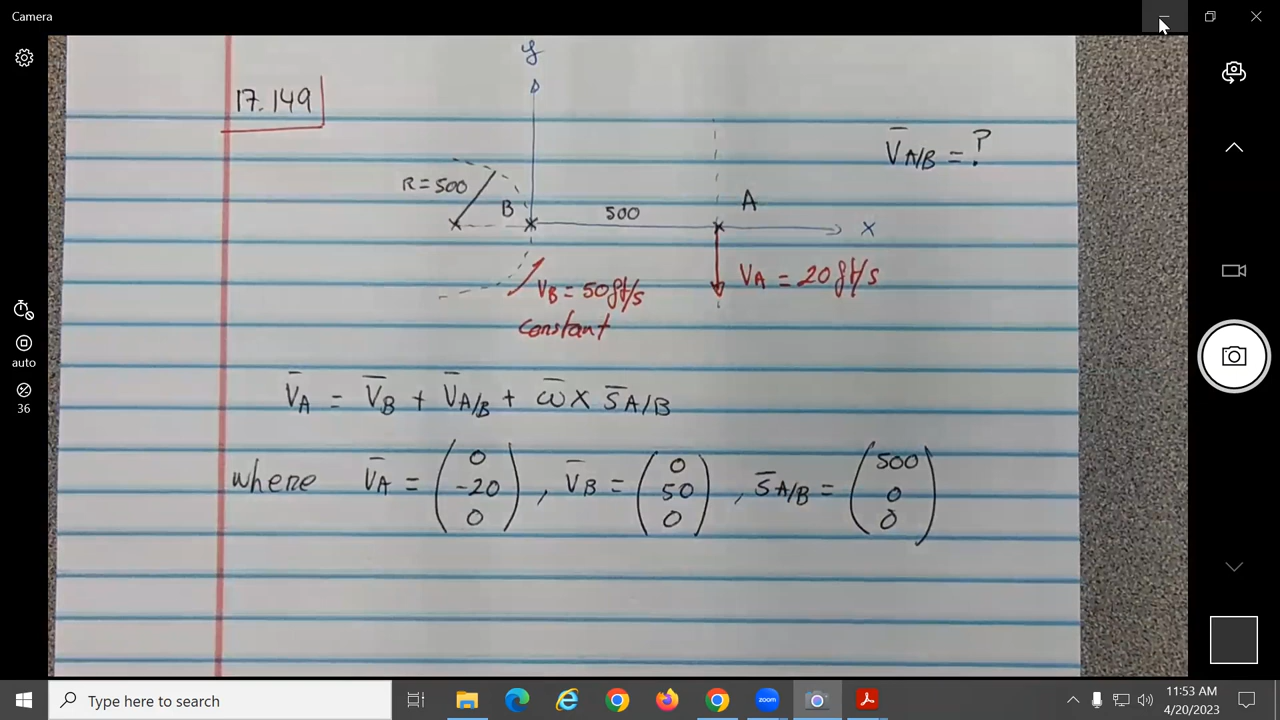 Camera
17.149
y
V̄A/B = ?
R = 500
B
500
A
x
VB = 50 ft/s
constant
VA = 20 ft/s
auto
36
V̄A = V̄B + V̄A/B + ω̄ × s̄A/B
where V̄A = (0 -20 0), V̄B = (0 50 0), s̄A/B = (500 0 0)
Type here to search
zoom
11:53 AM
4/20/2023